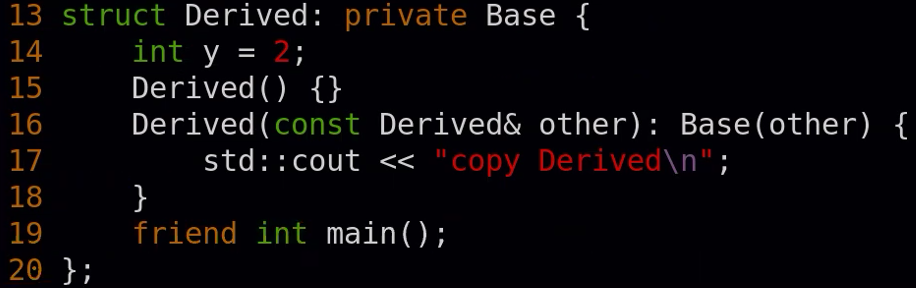 13 struct Derived: private Base {
14     int y = 2;
15     Derived() {}
16     Derived(const Derived& other): Base(other) {
17         std::cout << "copy Derived\n";
18     }
19     friend int main();
20 };